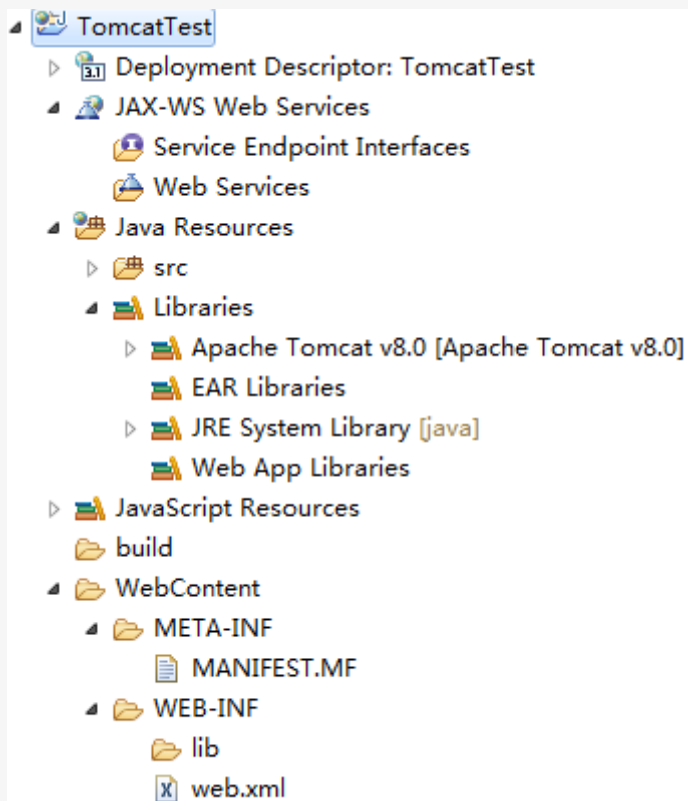 TomcatTest
3.1 Deployment Descriptor: TomcatTest
JAX-WS Web Services
Service Endpoint Interfaces
Web Services
Java Resources
src
Libraries
Apache Tomcat v8.0 [Apache Tomcat v8.0]
EAR Libraries
JRE System Library [java]
Web App Libraries
JavaScript Resources
build
WebContent
META-INF
MANIFEST.MF
WEB-INF
lib
web.xml